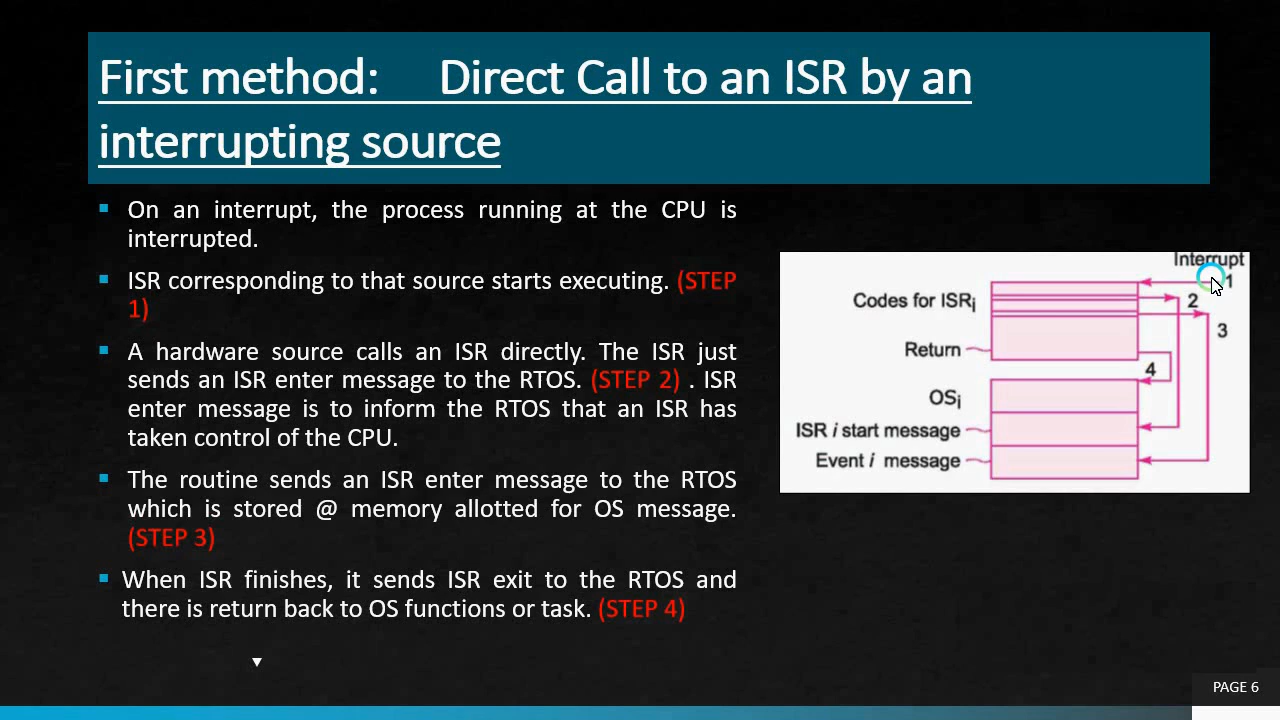 First method: Direct Call to an ISR by an
interrupting source
On an interrupt, the process running at the CPU is
interrupted.
ISR corresponding to that source starts executing. (STEP
1)
A hardware source calls an ISR directly. The ISR just
sends an ISR enter message to the RTOS. (STEP 2) . ISR
enter message is to inform the RTOS that an ISR has
taken control of the CPU.
The routine sends an ISR enter message to the RTOS
which is stored @ memory allotted for OS message.
(STEP 3)
When ISR finishes, it sends ISR exit to the RTOS and
there is return back to OS functions or task. (STEP 4)
Interrupt
1
Codes for ISRi
2
3
Return
4
OSi
ISR i start message
Event i message
PAGE 6